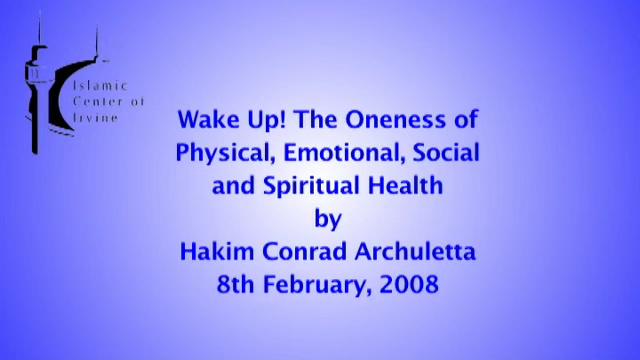 Islamic
Center of
Irvine
Wake Up! The Oneness of
Physical, Emotional, Social
and Spiritual Health
by
Hakim Conrad Archuletta
8th February, 2008